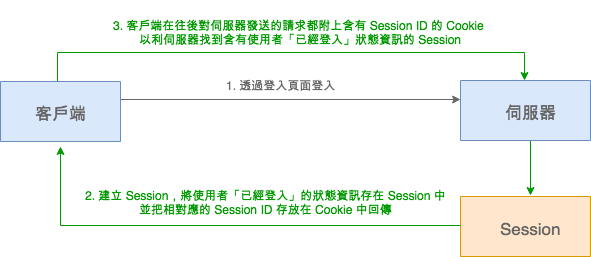 3. 客戶端在往後對伺服器發送的請求都附上含有 Session ID 的 Cookie
以利伺服器找到含有使用者「已經登入」狀態資訊的 Session
1. 透過登入頁面登入
客戶端
伺服器
2. 建立 Session，將使用者「已經登入」的狀態資訊存在 Session 中
並把相對應的 Session ID 存放在 Cookie 中回傳
Session